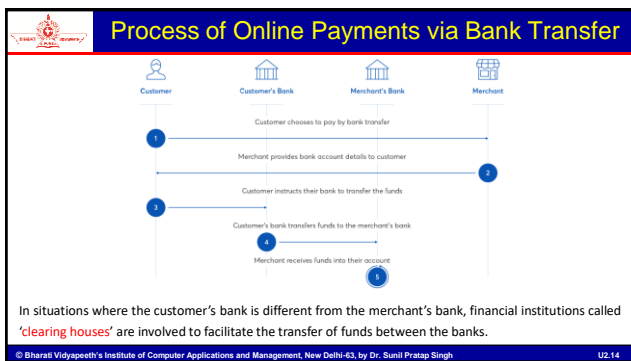 Process of Online Payments via Bank Transfer
Customer
Customer's Bank
Merchant's Bank
Merchant
Customer chooses to pay by bank transfer
1
Merchant provides bank account details to customer
2
Customer instructs their bank to transfer the funds
3
Customer's bank transfers funds to the merchant's bank
4
Merchant receives funds into their account
5
In situations where the customer's bank is different from the merchant's bank, financial institutions called
'clearing houses' are involved to facilitate the transfer of funds between the banks.
© Bharati Vidyapeeth's Institute of Computer Applications and Management, New Delhi-63, by Dr. Sunil Pratap Singh
U2.14